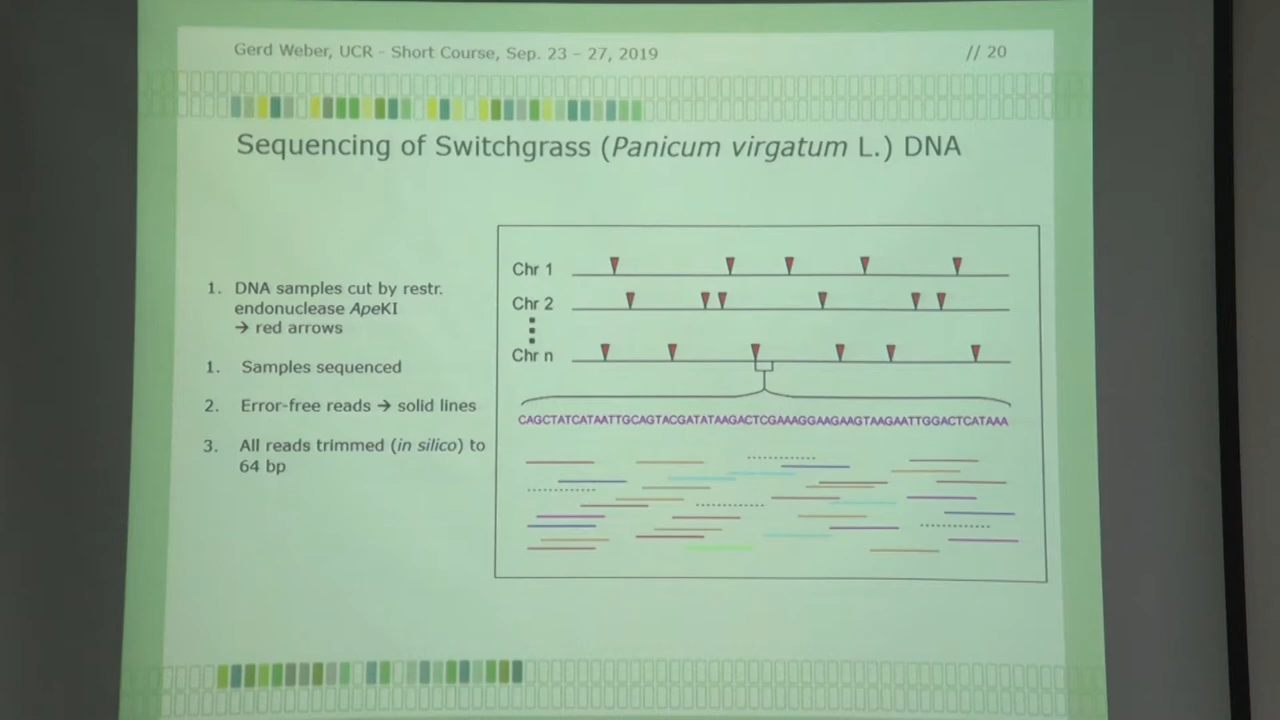 Gerd Weber, UCR - Short Course, Sep. 23 – 27, 2019
// 20
Sequencing of Switchgrass (Panicum virgatum L.) DNA
1. DNA samples cut by restr.
endonuclease ApeKI
→ red arrows
1. Samples sequenced
2. Error-free reads → solid lines
3. All reads trimmed (in silico) to
64 bp
Chr 1
Chr 2
Chr n
CAGCTATCATAATTGCAGTACGATATAAGACTCGAAAGGAAGAAGTAAGAATTGGACTCATAAA